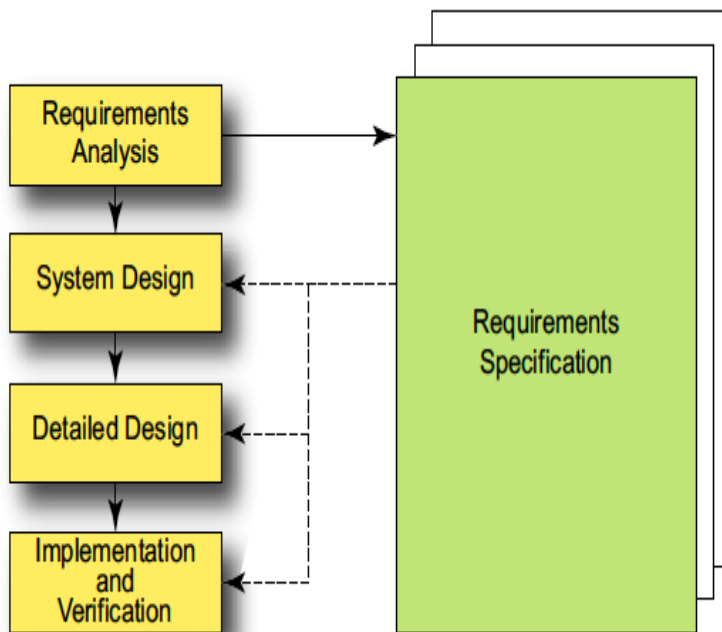 Requirements
Analysis
System Design
Detailed Design
Implementation
and
Verification
Requirements
Specification